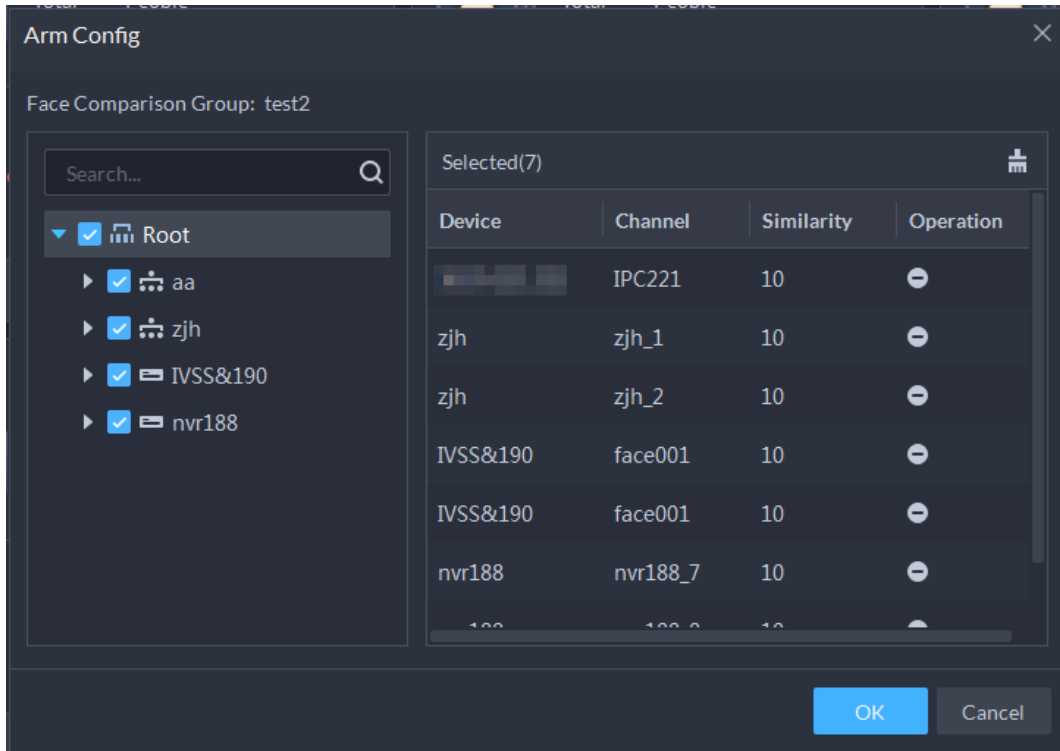 Arm Config
Face Comparison Group: test2
Search...
Root
aa
zjh
IVSS&190
nvr188
Selected(7)
Device Channel Similarity Operation
IPC221 10
zjh zjh_1 10
zjh zjh_2 10
IVSS&190 face001 10
IVSS&190 face001 10
nvr188 nvr188_7 10
OK Cancel